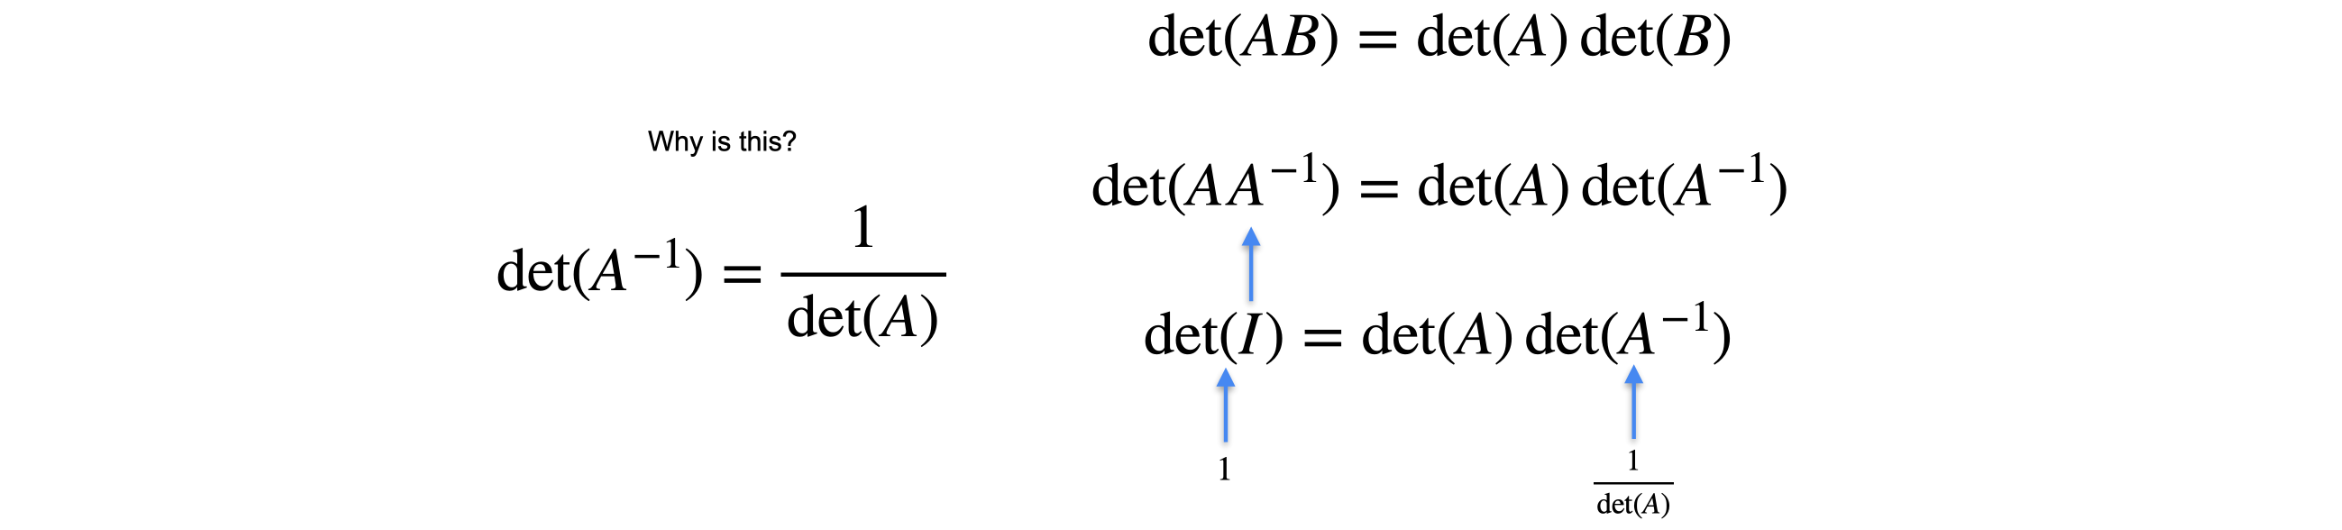 Why is this?
det(A⁻¹) = 1 / det(A)
det(AB) = det(A) det(B)
det(AA⁻¹) = det(A) det(A⁻¹)
det(I) = det(A) det(A⁻¹)
1
1 / det(A)